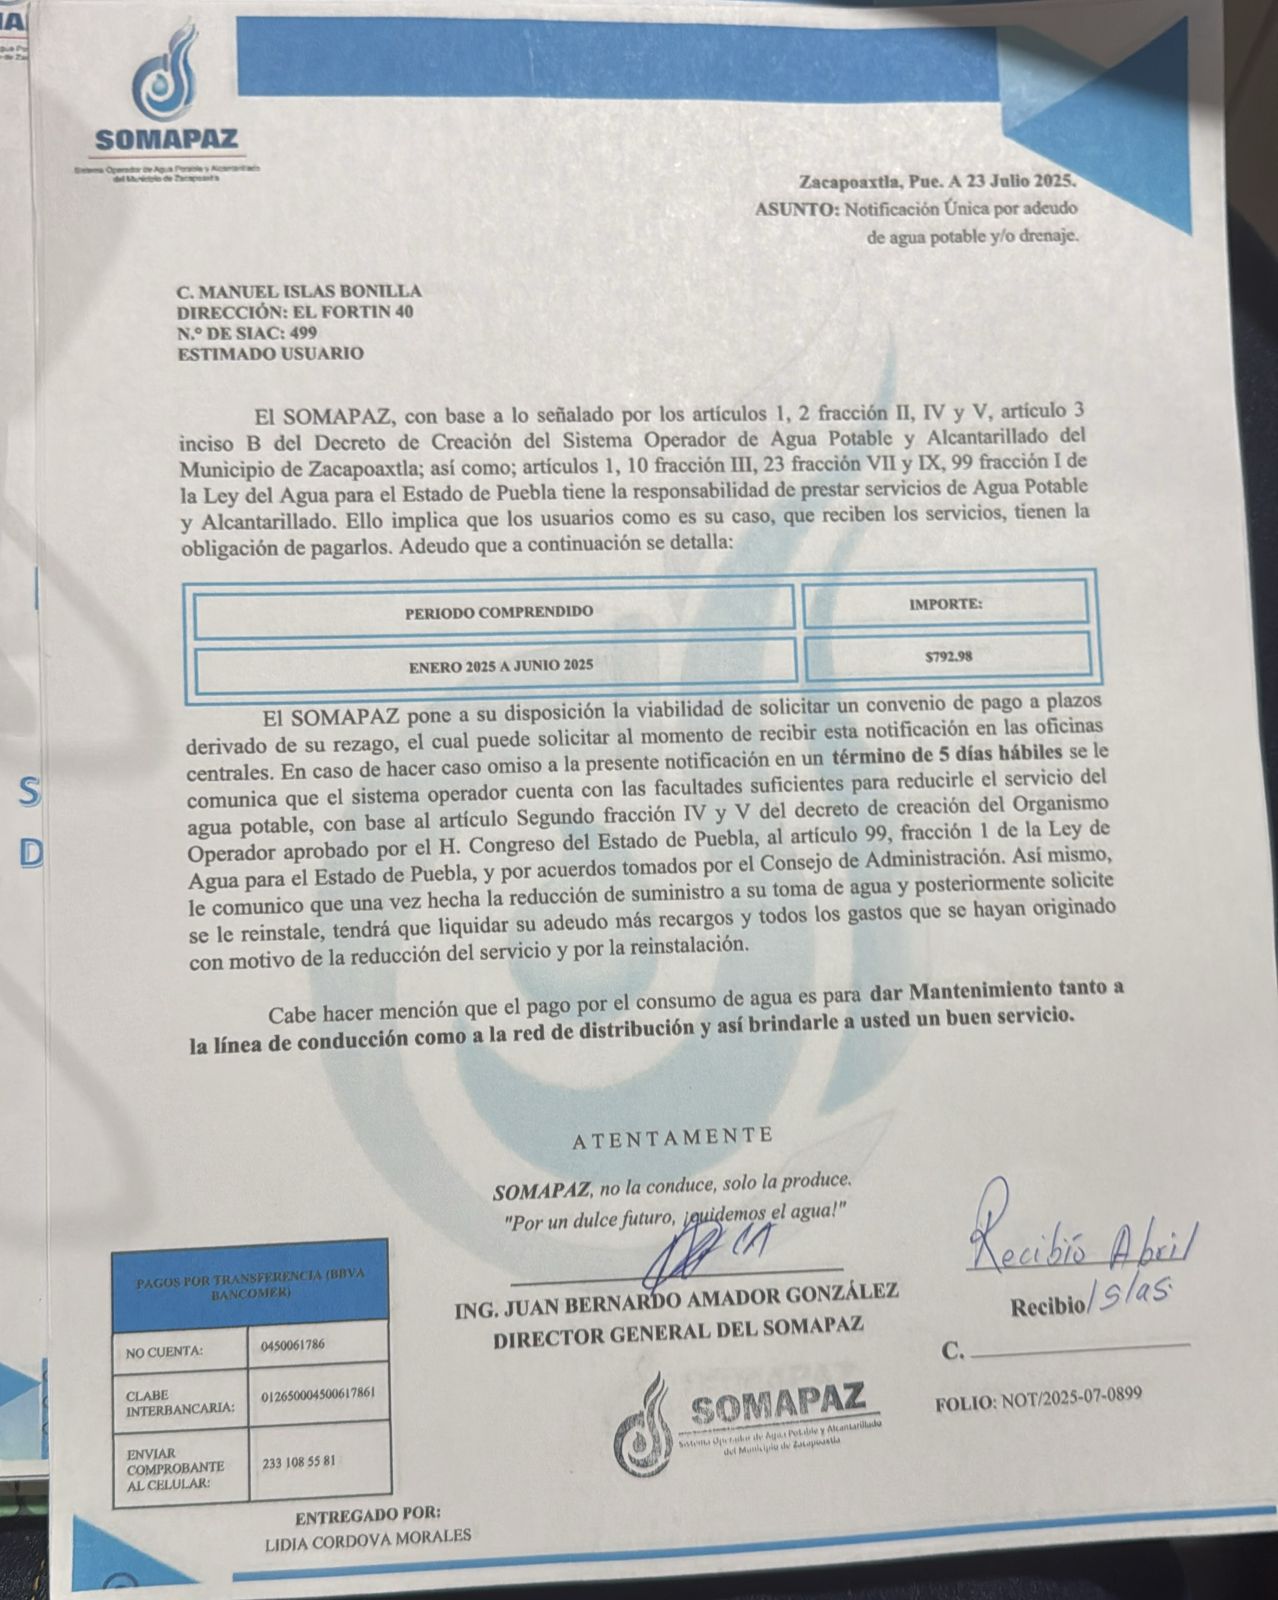 SOMAPAZ
Sistema Operador de Agua Potable y Alcantarillado
del Municipio de Zacapoaxtla
Zacapoaxtla, Pue. A 23 Julio 2025.
ASUNTO: Notificación Única por adeudo
de agua potable y/o drenaje.
C. MANUEL ISLAS BONILLA
DIRECCIÓN: EL FORTIN 40
N.º DE SIAC: 499
ESTIMADO USUARIO
El SOMAPAZ, con base a lo señalado por los artículos 1, 2 fracción II, IV y V, artículo 3
inciso B del Decreto de Creación del Sistema Operador de Agua Potable y Alcantarillado del
Municipio de Zacapoaxtla; así como; artículos 1, 10 fracción III, 23 fracción VII y IX, 99 fracción I de
la Ley del Agua para el Estado de Puebla tiene la responsabilidad de prestar servicios de Agua Potable
y Alcantarillado. Ello implica que los usuarios como es su caso, que reciben los servicios, tienen la
obligación de pagarlos. Adeudo que a continuación se detalla:
PERIODO COMPRENDIDO
IMPORTE:
ENERO 2025 A JUNIO 2025
$792.98
El SOMAPAZ pone a su disposición la viabilidad de solicitar un convenio de pago a plazos
derivado de su rezago, el cual puede solicitar al momento de recibir esta notificación en las oficinas
centrales. En caso de hacer caso omiso a la presente notificación en un término de 5 días hábiles se le
comunica que el sistema operador cuenta con las facultades suficientes para reducirle el servicio del
agua potable, con base al artículo Segundo fracción IV y V del decreto de creación del Organismo
Operador aprobado por el H. Congreso del Estado de Puebla, al artículo 99, fracción 1 de la Ley de
Agua para el Estado de Puebla, y por acuerdos tomados por el Consejo de Administración. Así mismo,
le comunico que una vez hecha la reducción de suministro a su toma de agua y posteriormente solicite
se le reinstale, tendrá que liquidar su adeudo más recargos y todos los gastos que se hayan originado
con motivo de la reducción del servicio y por la reinstalación.
Cabe hacer mención que el pago por el consumo de agua es para dar Mantenimiento tanto a
la línea de conducción como a la red de distribución y así brindarle a usted un buen servicio.
ATENTAMENTE
SOMAPAZ, no la conduce, solo la produce.
"Por un dulce futuro, ¡cuidemos el agua!"
ING. JUAN BERNARDO AMADOR GONZÁLEZ
DIRECTOR GENERAL DEL SOMAPAZ
SOMAPAZ
Sistema Operador de Agua Potable y Alcantarillado
del Municipio de Zacapoaxtla
Recibió Abril
Recibio Islas
C.
FOLIO: NOT/2025-07-0899
PAGOS POR TRANSFERENCIA (BBVA
BANCOMER)
NO CUENTA:
0450061786
CLABE
INTERBANCARIA:
012650004500617861
ENVIAR
COMPROBANTE
AL CELULAR:
233 108 55 81
ENTREGADO POR:
LIDIA CORDOVA MORALES
S
D